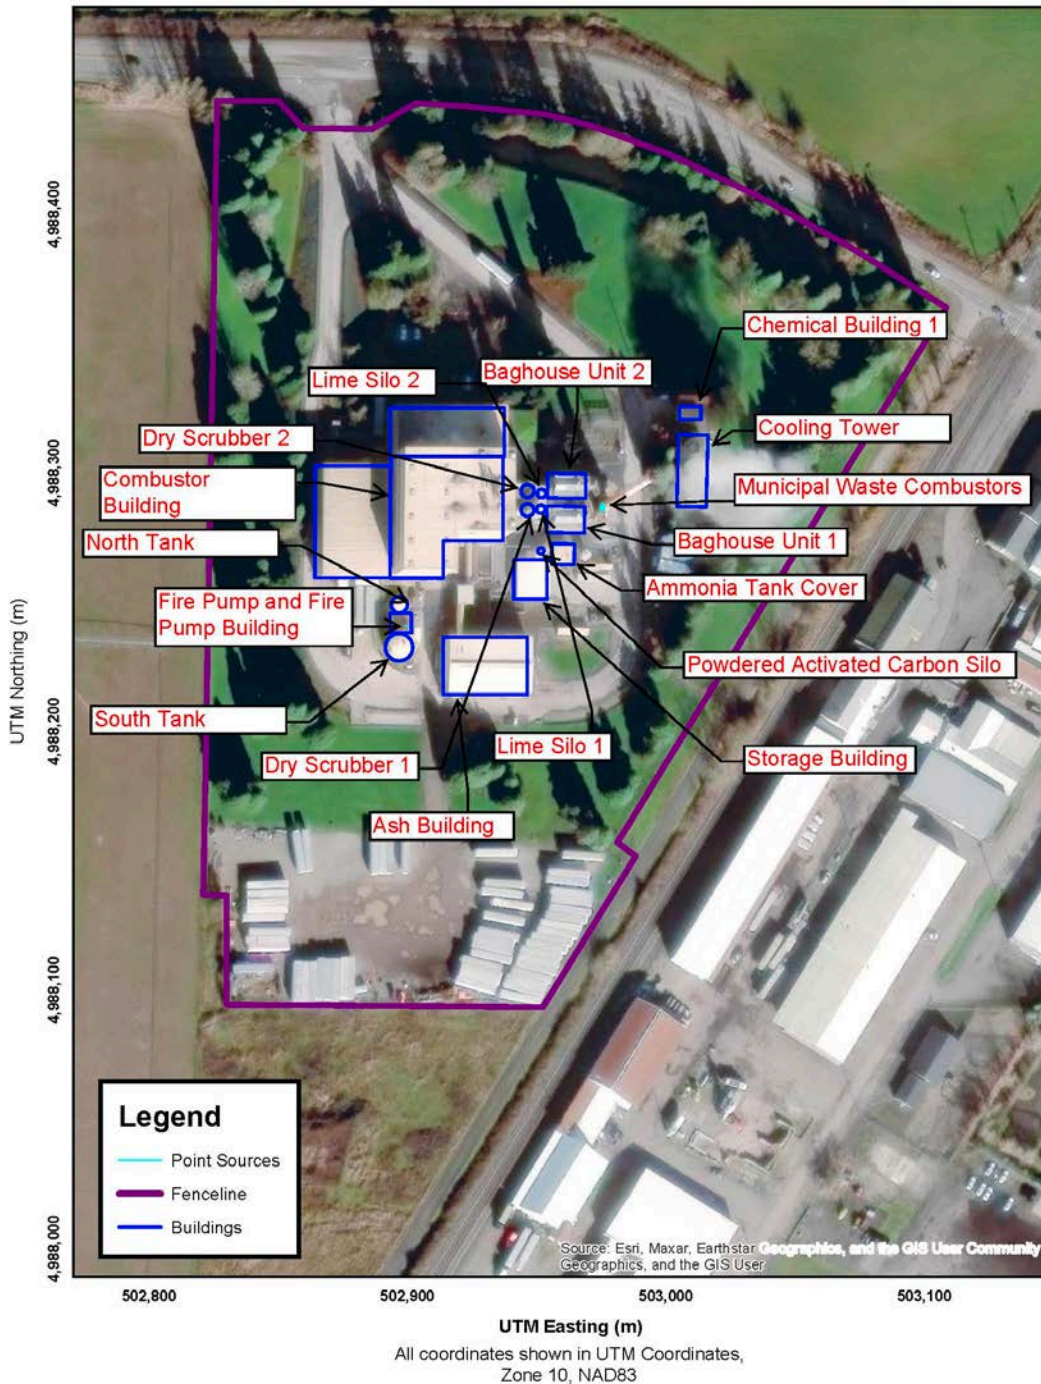 4,988,400
Chemical Building 1
Lime Silo 2
Baghouse Unit 2
Dry Scrubber 2
Cooling Tower
4,988,300
Combustor
Building
Municipal Waste Combustors
North Tank
Baghouse Unit 1
Fire Pump and Fire
Pump Building
Ammonia Tank Cover
UTM Northing (m)
Powdered Activated Carbon Silo
4,988,200
South Tank
Dry Scrubber 1
Lime Silo 1
Storage Building
Ash Building
4,988,100
Legend
Point Sources
Fenceline
Buildings
4,988,000
Source: Esri, Maxar, Earthstar Geographics, and the GIS User Community
Geographics, and the GIS User
502,800
502,900
503,000
503,100
UTM Easting (m)
All coordinates shown in UTM Coordinates,
Zone 10, NAD83